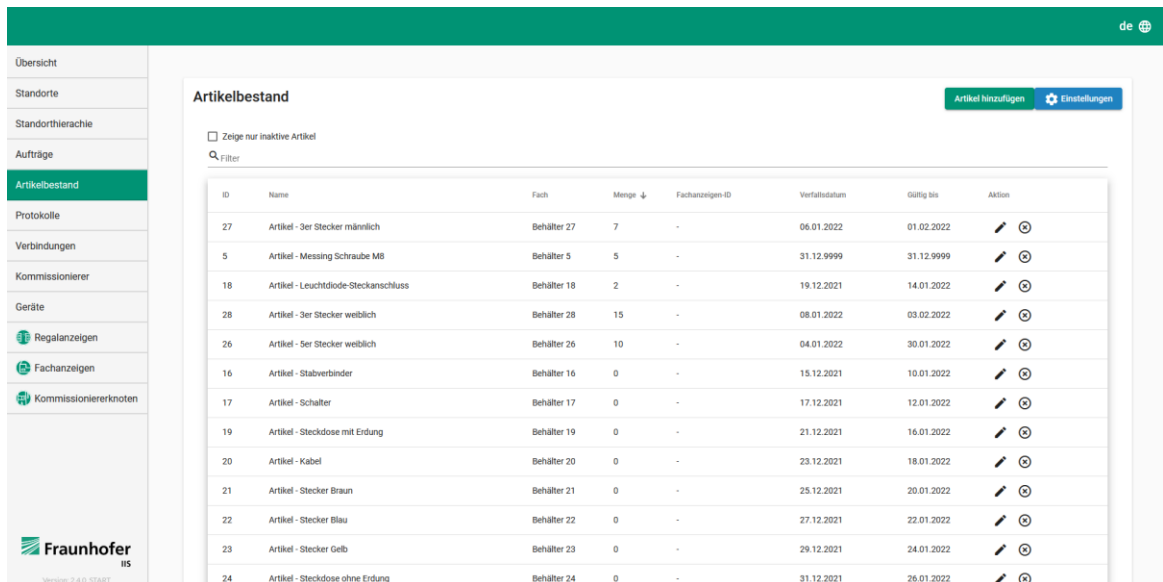 de
Übersicht
Standorte
Standorthierachie
Aufträge
Artikelbestand
Protokolle
Verbindungen
Kommissionierer
Geräte
Regalanzeigen
Fachanzeigen
Kommissioniererknoten
Fraunhofer
IIS
Version: 2.4.0, START
Artikelbestand
Artikel hinzufügen Einstellungen
Zeige nur inaktive Artikel
Filter
ID Name Fach Menge ↓ Fachanzeigen-ID Verfallsdatum Gültig bis Aktion
27 Artikel - 3er Stecker männlich Behälter 27 7 - 06.01.2022 01.02.2022
5 Artikel - Messing Schraube M8 Behälter 5 5 - 31.12.9999 31.12.9999
18 Artikel - Leuchtdiode-Steckanschluss Behälter 18 2 - 19.12.2021 14.01.2022
28 Artikel - 3er Stecker weiblich Behälter 28 15 - 08.01.2022 03.02.2022
26 Artikel - 5er Stecker weiblich Behälter 26 10 - 04.01.2022 30.01.2022
16 Artikel - Stabverbinder Behälter 16 0 - 15.12.2021 10.01.2022
17 Artikel - Schalter Behälter 17 0 - 17.12.2021 12.01.2022
19 Artikel - Steckdose mit Erdung Behälter 19 0 - 21.12.2021 16.01.2022
20 Artikel - Kabel Behälter 20 0 - 23.12.2021 18.01.2022
21 Artikel - Stecker Braun Behälter 21 0 - 25.12.2021 20.01.2022
22 Artikel - Stecker Blau Behälter 22 0 - 27.12.2021 22.01.2022
23 Artikel - Stecker Gelb Behälter 23 0 - 29.12.2021 24.01.2022
24 Artikel - Steckdose ohne Erdung Behälter 24 0 - 31.12.2021 26.01.2022